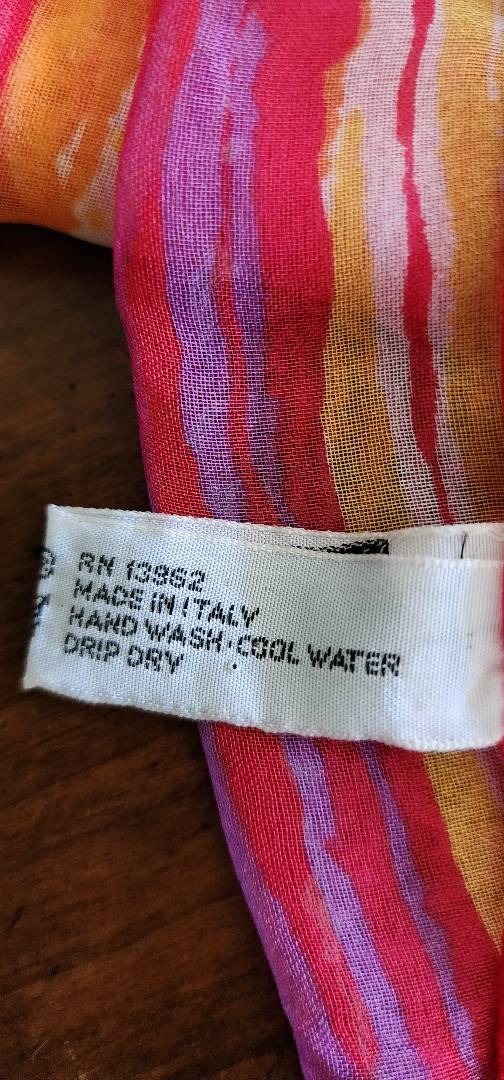 RN 13962
MADE IN ITALY
HAND WASH·COOL WATER
DRIP DRY